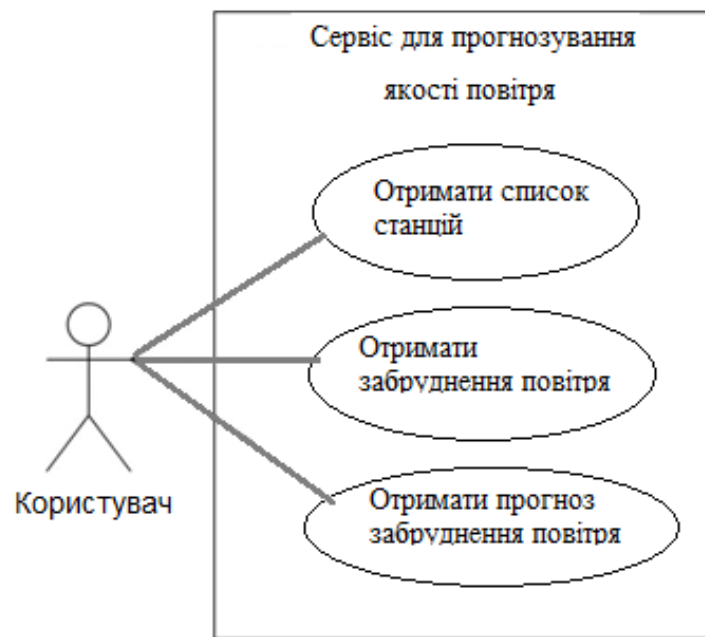 Сервіс для прогнозування
якості повітря
Отримати список
станцій
Отримати
забруднення повітря
Отримати прогноз
забруднення повітря
Користувач